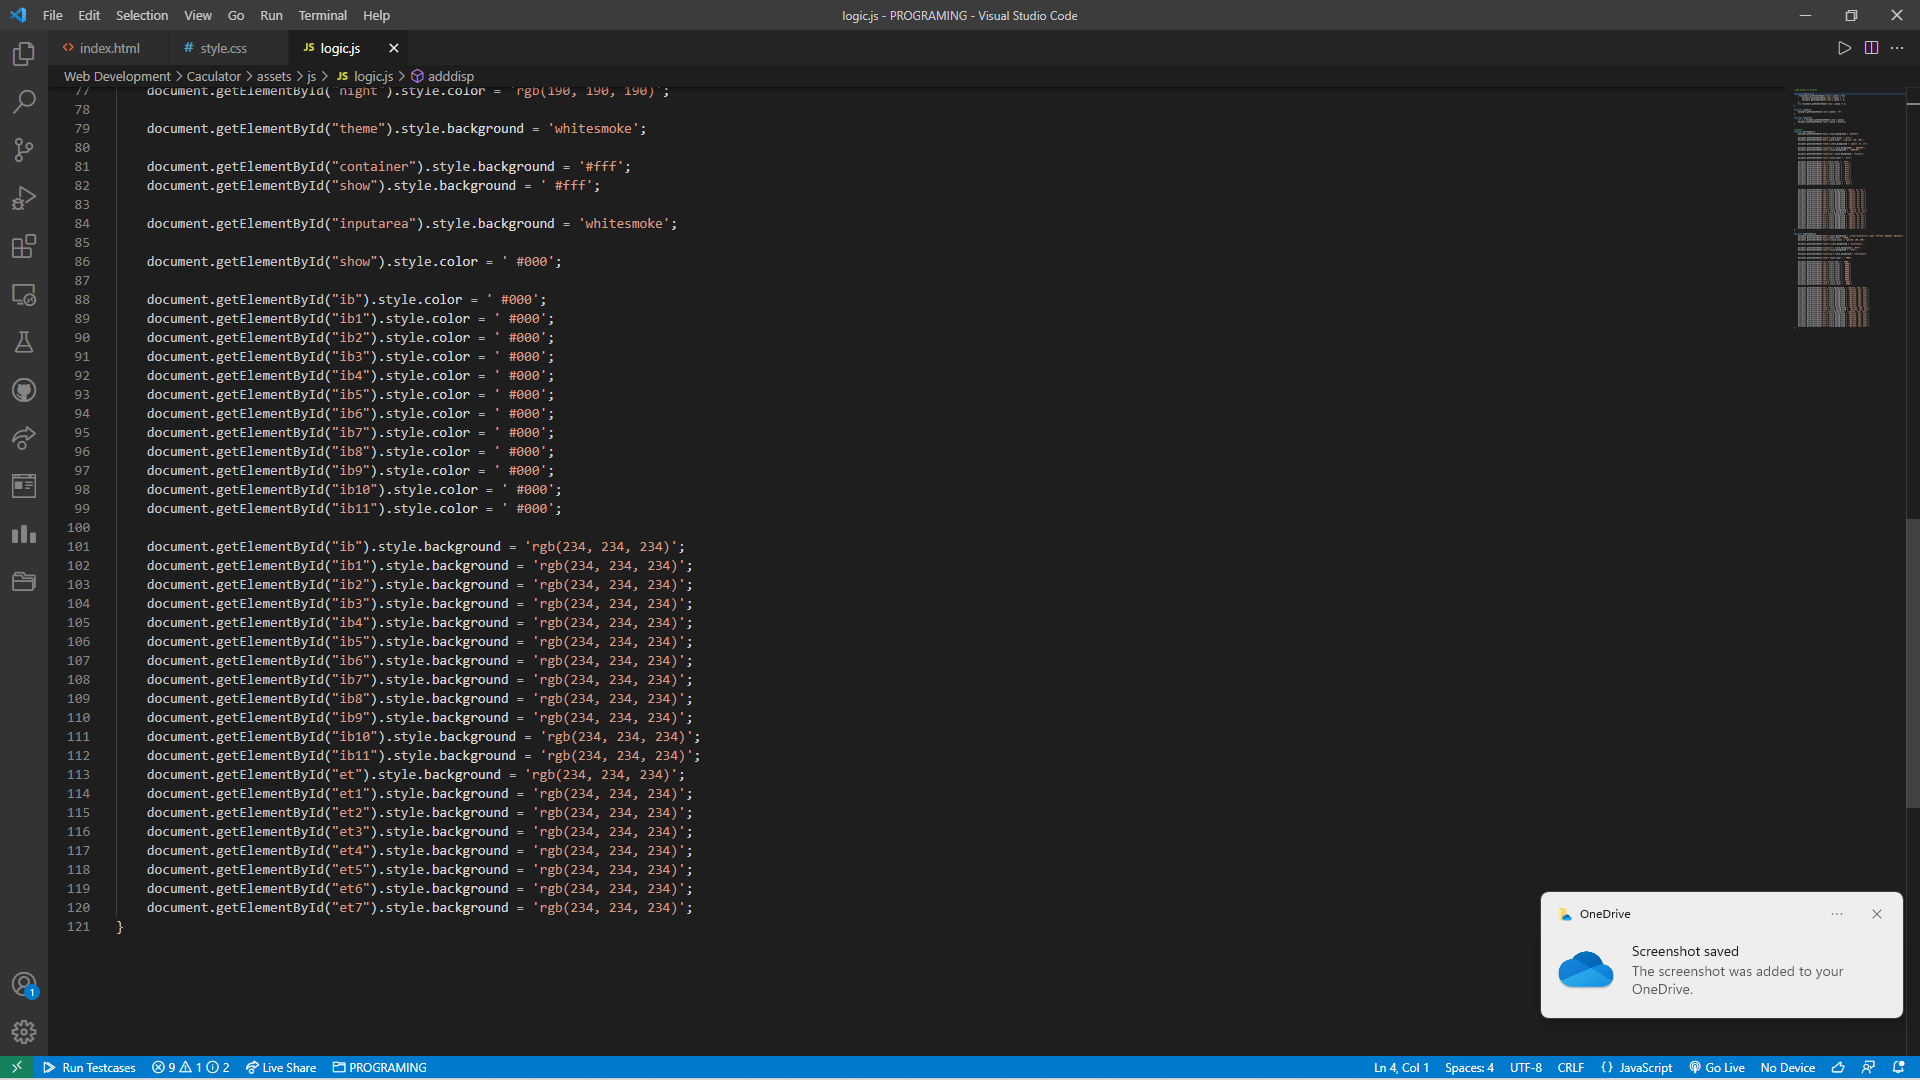 File Edit Selection View Go Run Terminal Help
logic.js - PROGRAMING - Visual Studio Code
<> index.html
# style.css
JS logic.js
Web Development > Caculator > assets > js > JS logic.js > adddisp
77 document.getElementById("night").style.color = 'rgb(190, 190, 190)';
78
79 document.getElementById("theme").style.background = 'whitesmoke';
80
81 document.getElementById("container").style.background = '#fff';
82 document.getElementById("show").style.background = ' #fff';
83
84 document.getElementById("inputarea").style.background = 'whitesmoke';
85
86 document.getElementById("show").style.color = ' #000';
87
88 document.getElementById("ib").style.color = ' #000';
89 document.getElementById("ib1").style.color = ' #000';
90 document.getElementById("ib2").style.color = ' #000';
91 document.getElementById("ib3").style.color = ' #000';
92 document.getElementById("ib4").style.color = ' #000';
93 document.getElementById("ib5").style.color = ' #000';
94 document.getElementById("ib6").style.color = ' #000';
95 document.getElementById("ib7").style.color = ' #000';
96 document.getElementById("ib8").style.color = ' #000';
97 document.getElementById("ib9").style.color = ' #000';
98 document.getElementById("ib10").style.color = ' #000';
99 document.getElementById("ib11").style.color = ' #000';
100
101 document.getElementById("ib").style.background = 'rgb(234, 234, 234)';
102 document.getElementById("ib1").style.background = 'rgb(234, 234, 234)';
103 document.getElementById("ib2").style.background = 'rgb(234, 234, 234)';
104 document.getElementById("ib3").style.background = 'rgb(234, 234, 234)';
105 document.getElementById("ib4").style.background = 'rgb(234, 234, 234)';
106 document.getElementById("ib5").style.background = 'rgb(234, 234, 234)';
107 document.getElementById("ib6").style.background = 'rgb(234, 234, 234)';
108 document.getElementById("ib7").style.background = 'rgb(234, 234, 234)';
109 document.getElementById("ib8").style.background = 'rgb(234, 234, 234)';
110 document.getElementById("ib9").style.background = 'rgb(234, 234, 234)';
111 document.getElementById("ib10").style.background = 'rgb(234, 234, 234)';
112 document.getElementById("ib11").style.background = 'rgb(234, 234, 234)';
113 document.getElementById("et").style.background = 'rgb(234, 234, 234)';
114 document.getElementById("et1").style.background = 'rgb(234, 234, 234)';
115 document.getElementById("et2").style.background = 'rgb(234, 234, 234)';
116 document.getElementById("et3").style.background = 'rgb(234, 234, 234)';
117 document.getElementById("et4").style.background = 'rgb(234, 234, 234)';
118 document.getElementById("et5").style.background = 'rgb(234, 234, 234)';
119 document.getElementById("et6").style.background = 'rgb(234, 234, 234)';
120 document.getElementById("et7").style.background = 'rgb(234, 234, 234)';
121 }
OneDrive
Screenshot saved
The screenshot was added to your
OneDrive.
1
Run Testcases 9 1 2 Live Share PROGRAMING
Ln 4, Col 1 Spaces: 4 UTF-8 CRLF {} JavaScript Go Live No Device